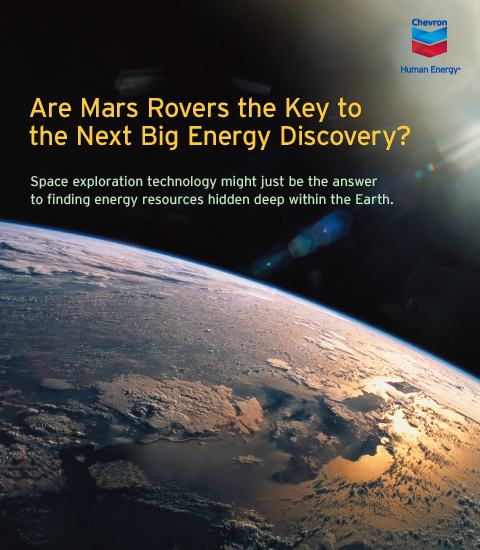 Chevron
Human Energy®
Are Mars Rovers the Key to
the Next Big Energy Discovery?
Space exploration technology might just be the answer
to finding energy resources hidden deep within the Earth.